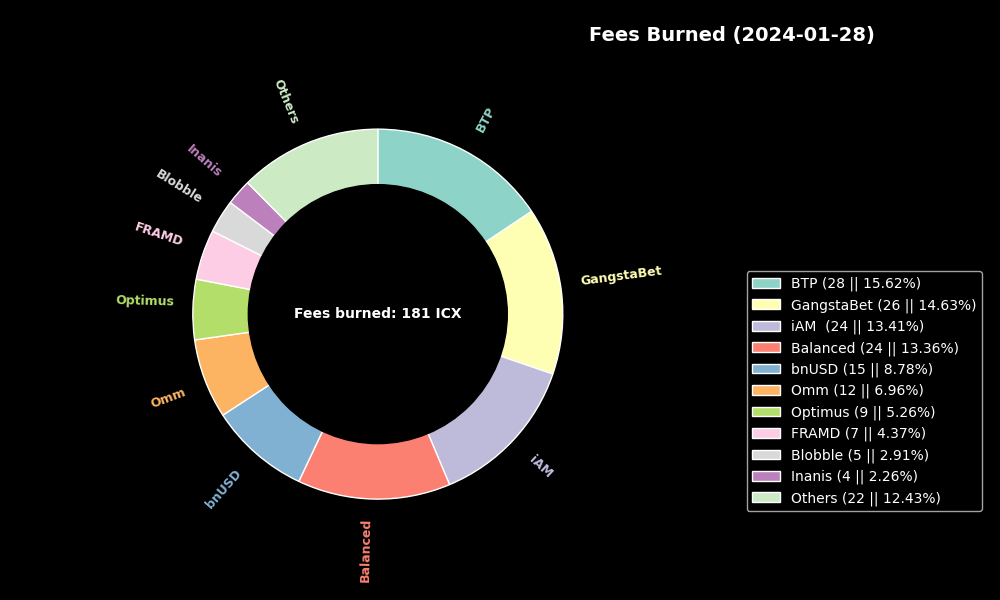 Fees Burned (2024-01-28)
Others
BTP
Inanis
Blobble
FRAMD
GangstaBet
Optimus
Fees burned: 181 ICX
Omm
iAM
bnUSD
Balanced
BTP (28 || 15.62%)
GangstaBet (26 || 14.63%)
iAM  (24 || 13.41%)
Balanced (24 || 13.36%)
bnUSD (15 || 8.78%)
Omm (12 || 6.96%)
Optimus (9 || 5.26%)
FRAMD (7 || 4.37%)
Blobble (5 || 2.91%)
Inanis (4 || 2.26%)
Others (22 || 12.43%)